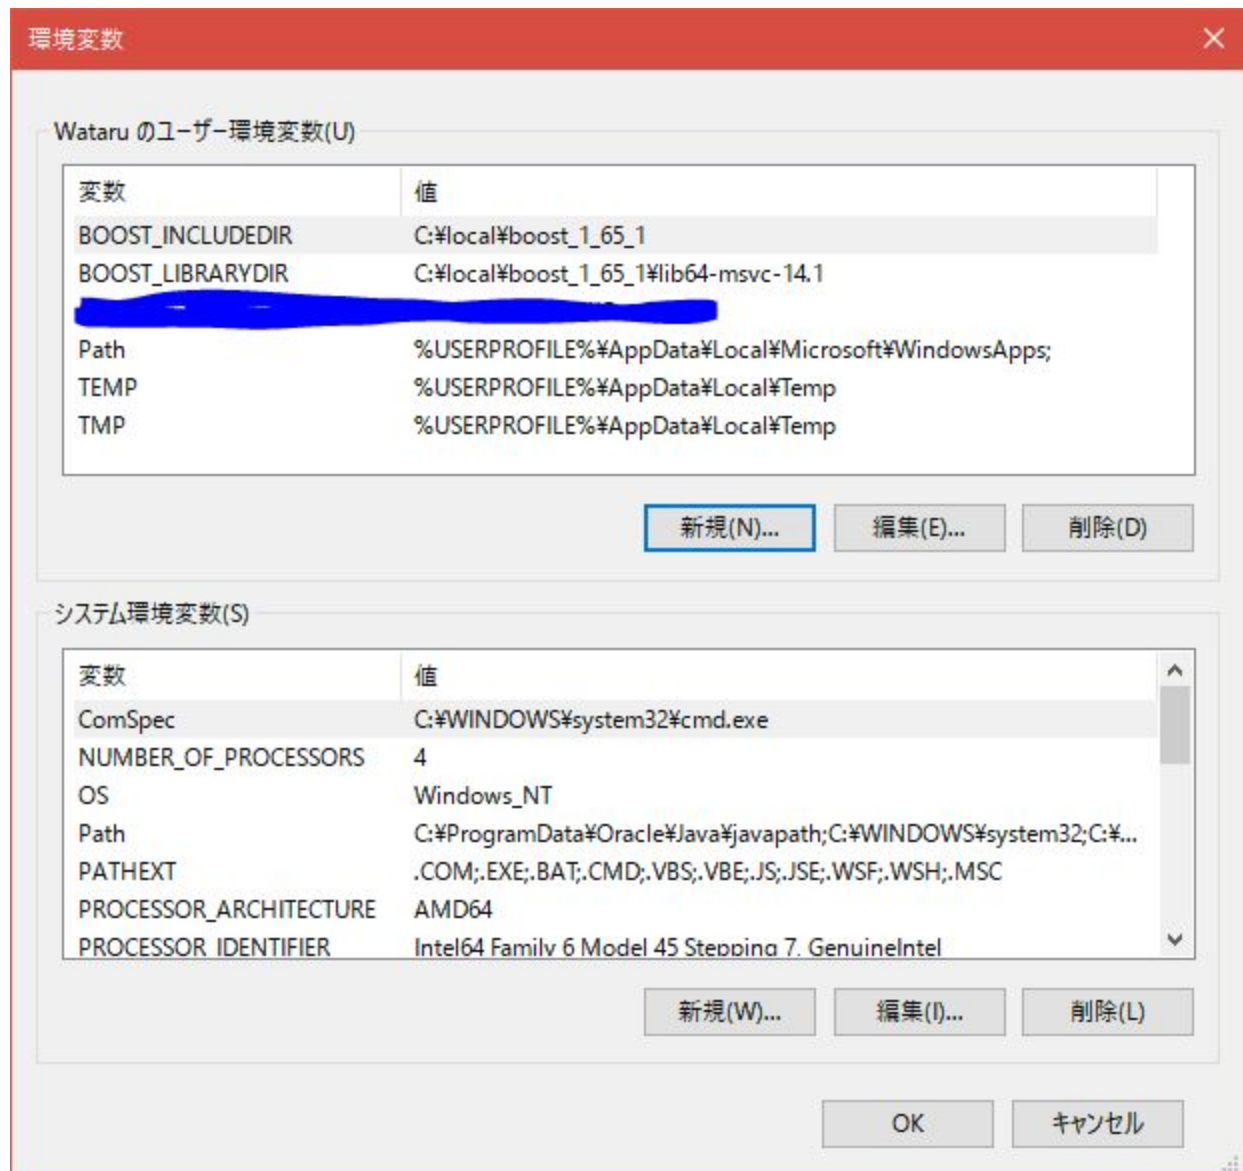 環境変数
Wataru のユーザー環境変数(U)
変数 値
BOOST_INCLUDEDIR C:¥local¥boost_1_65_1
BOOST_LIBRARYDIR C:¥local¥boost_1_65_1¥lib64-msvc-14.1
Path %USERPROFILE%¥AppData¥Local¥Microsoft¥WindowsApps;
TEMP %USERPROFILE%¥AppData¥Local¥Temp
TMP %USERPROFILE%¥AppData¥Local¥Temp
新規(N)... 編集(E)... 削除(D)
システム環境変数(S)
変数 値
ComSpec C:¥WINDOWS¥system32¥cmd.exe
NUMBER_OF_PROCESSORS 4
OS Windows_NT
Path C:¥ProgramData¥Oracle¥Java¥javapath;C:¥WINDOWS¥system32;C:¥...
PATHEXT .COM;.EXE;.BAT;.CMD;.VBS;.VBE;.JS;.JSE;.WSF;.WSH;.MSC
PROCESSOR_ARCHITECTURE AMD64
PROCESSOR_IDENTIFIER Intel64 Family 6 Model 45 Stepping 7, GenuineIntel
新規(W)... 編集(I)... 削除(L)
OK キャンセル